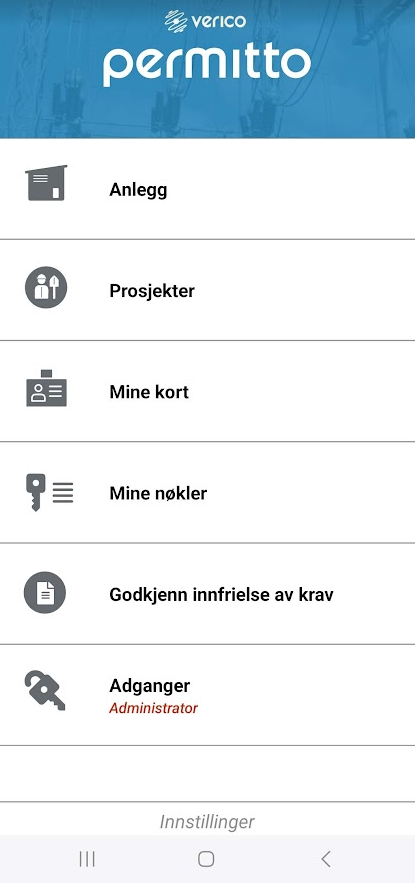 verico
permitto
Anlegg
Prosjekter
Mine kort
Mine nøkler
Godkjenn innfrielse av krav
Adganger
Administrator
Innstillinger